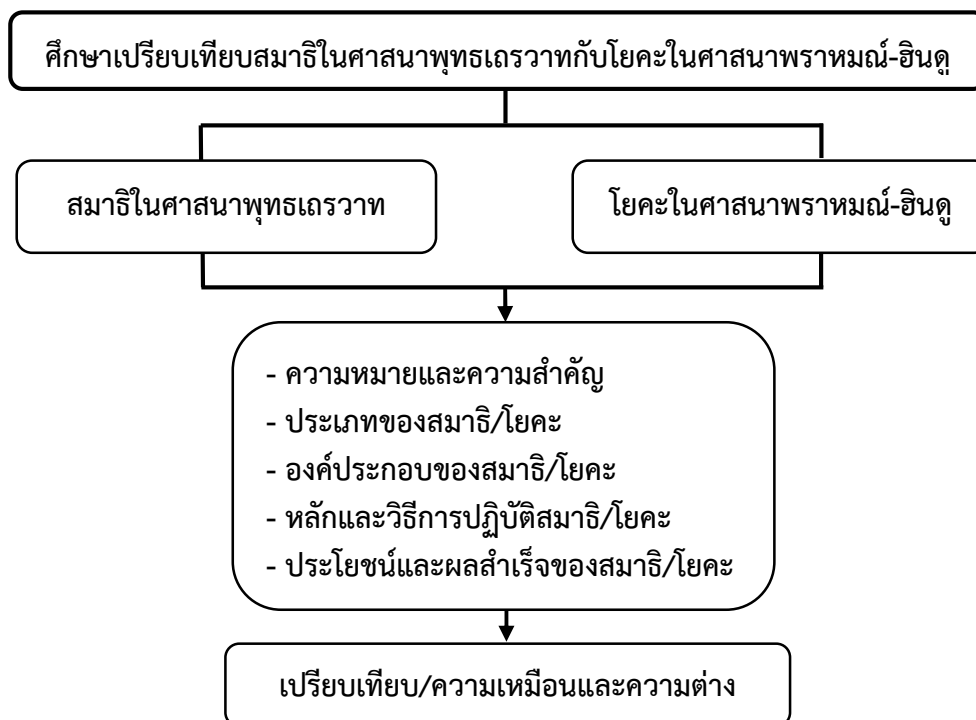 ศึกษาเปรียบเทียบสมาธิในศาสนาพุทธเถรวาทกับโยคะในศาสนาพราหมณ์-ฮินดู
สมาธิในศาสนาพุทธเถรวาท
โยคะในศาสนาพราหมณ์-ฮินดู
- ความหมายและความสำคัญ
- ประเภทของสมาธิ/โยคะ
- องค์ประกอบของสมาธิ/โยคะ
- หลักและวิธีการปฏิบัติสมาธิ/โยคะ
- ประโยชน์และผลสำเร็จของสมาธิ/โยคะ
เปรียบเทียบ/ความเหมือนและความต่าง